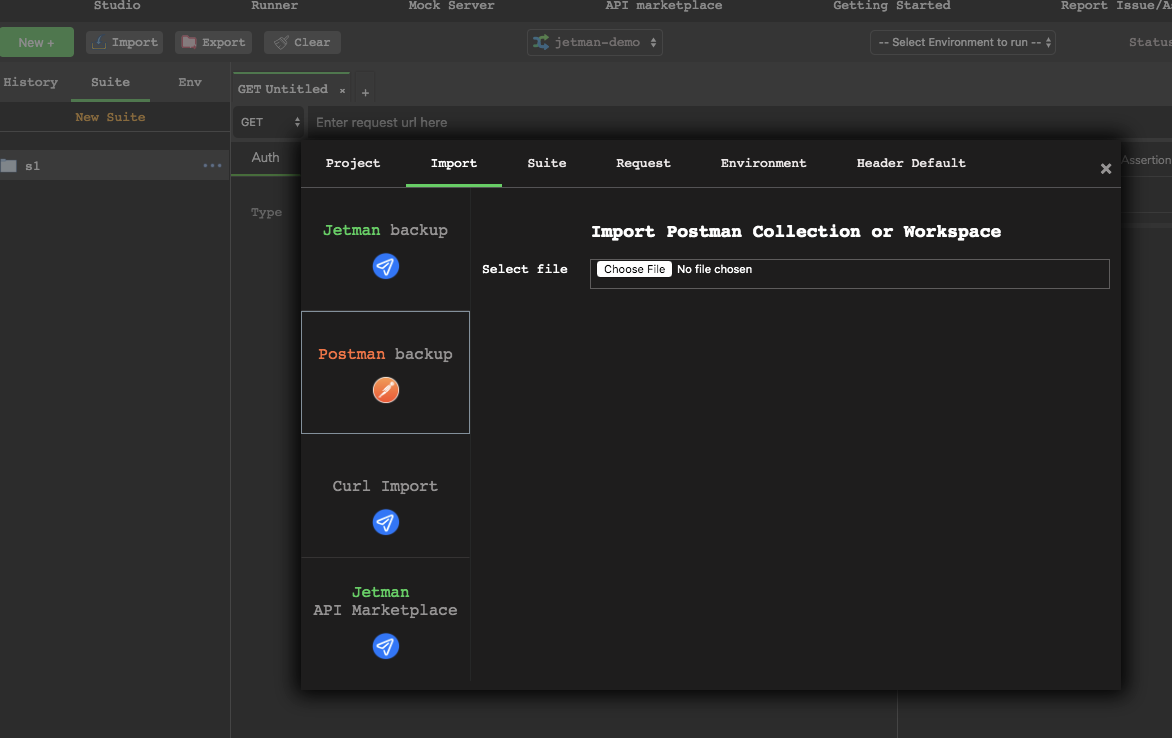 Studio Runner Mock Server API marketplace Getting Started Report Issue/A
New + Import Export Clear jetman-demo -- Select Environment to run -- Status
History Suite Env
GET Untitled × +
New Suite
GET Enter request url here
s1 •••
Auth Assertion
Type
Project Import Suite Request Environment Header Default ×
Jetman backup
Import Postman Collection or Workspace
Select file Choose File No file chosen
Postman backup
Curl Import
Jetman
API Marketplace